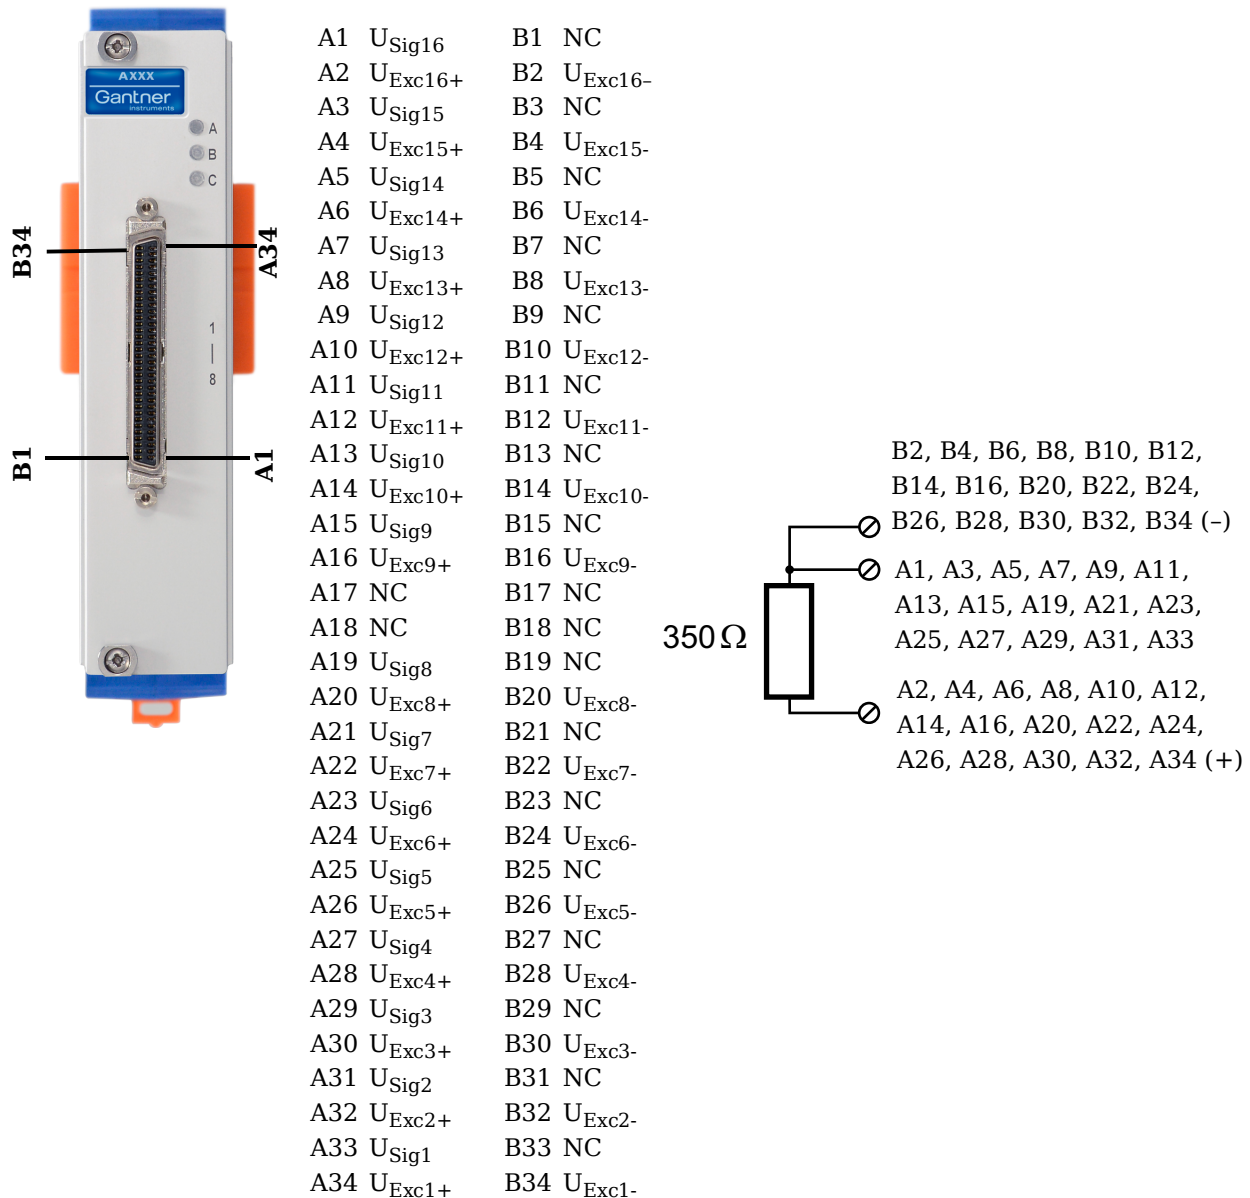 AXXX
Gantner
instruments
A
B
C
1
8
B34
A34
B1
A1
A1 USig16 B1 NC
A2 UExc16+ B2 UExc16–
A3 USig15 B3 NC
A4 UExc15+ B4 UExc15-
A5 USig14 B5 NC
A6 UExc14+ B6 UExc14-
A7 USig13 B7 NC
A8 UExc13+ B8 UExc13-
A9 USig12 B9 NC
A10 UExc12+ B10 UExc12-
A11 USig11 B11 NC
A12 UExc11+ B12 UExc11-
A13 USig10 B13 NC
A14 UExc10+ B14 UExc10-
A15 USig9 B15 NC
A16 UExc9+ B16 UExc9-
A17 NC B17 NC
A18 NC B18 NC
A19 USig8 B19 NC
A20 UExc8+ B20 UExc8-
A21 USig7 B21 NC
A22 UExc7+ B22 UExc7-
A23 USig6 B23 NC
A24 UExc6+ B24 UExc6-
A25 USig5 B25 NC
A26 UExc5+ B26 UExc5-
A27 USig4 B27 NC
A28 UExc4+ B28 UExc4-
A29 USig3 B29 NC
A30 UExc3+ B30 UExc3-
A31 USig2 B31 NC
A32 UExc2+ B32 UExc2-
A33 USig1 B33 NC
A34 UExc1+ B34 UExc1-
350 Ω
B2, B4, B6, B8, B10, B12,
B14, B16, B20, B22, B24,
B26, B28, B30, B32, B34 (–)
A1, A3, A5, A7, A9, A11,
A13, A15, A19, A21, A23,
A25, A27, A29, A31, A33
A2, A4, A6, A8, A10, A12,
A14, A16, A20, A22, A24,
A26, A28, A30, A32, A34 (+)